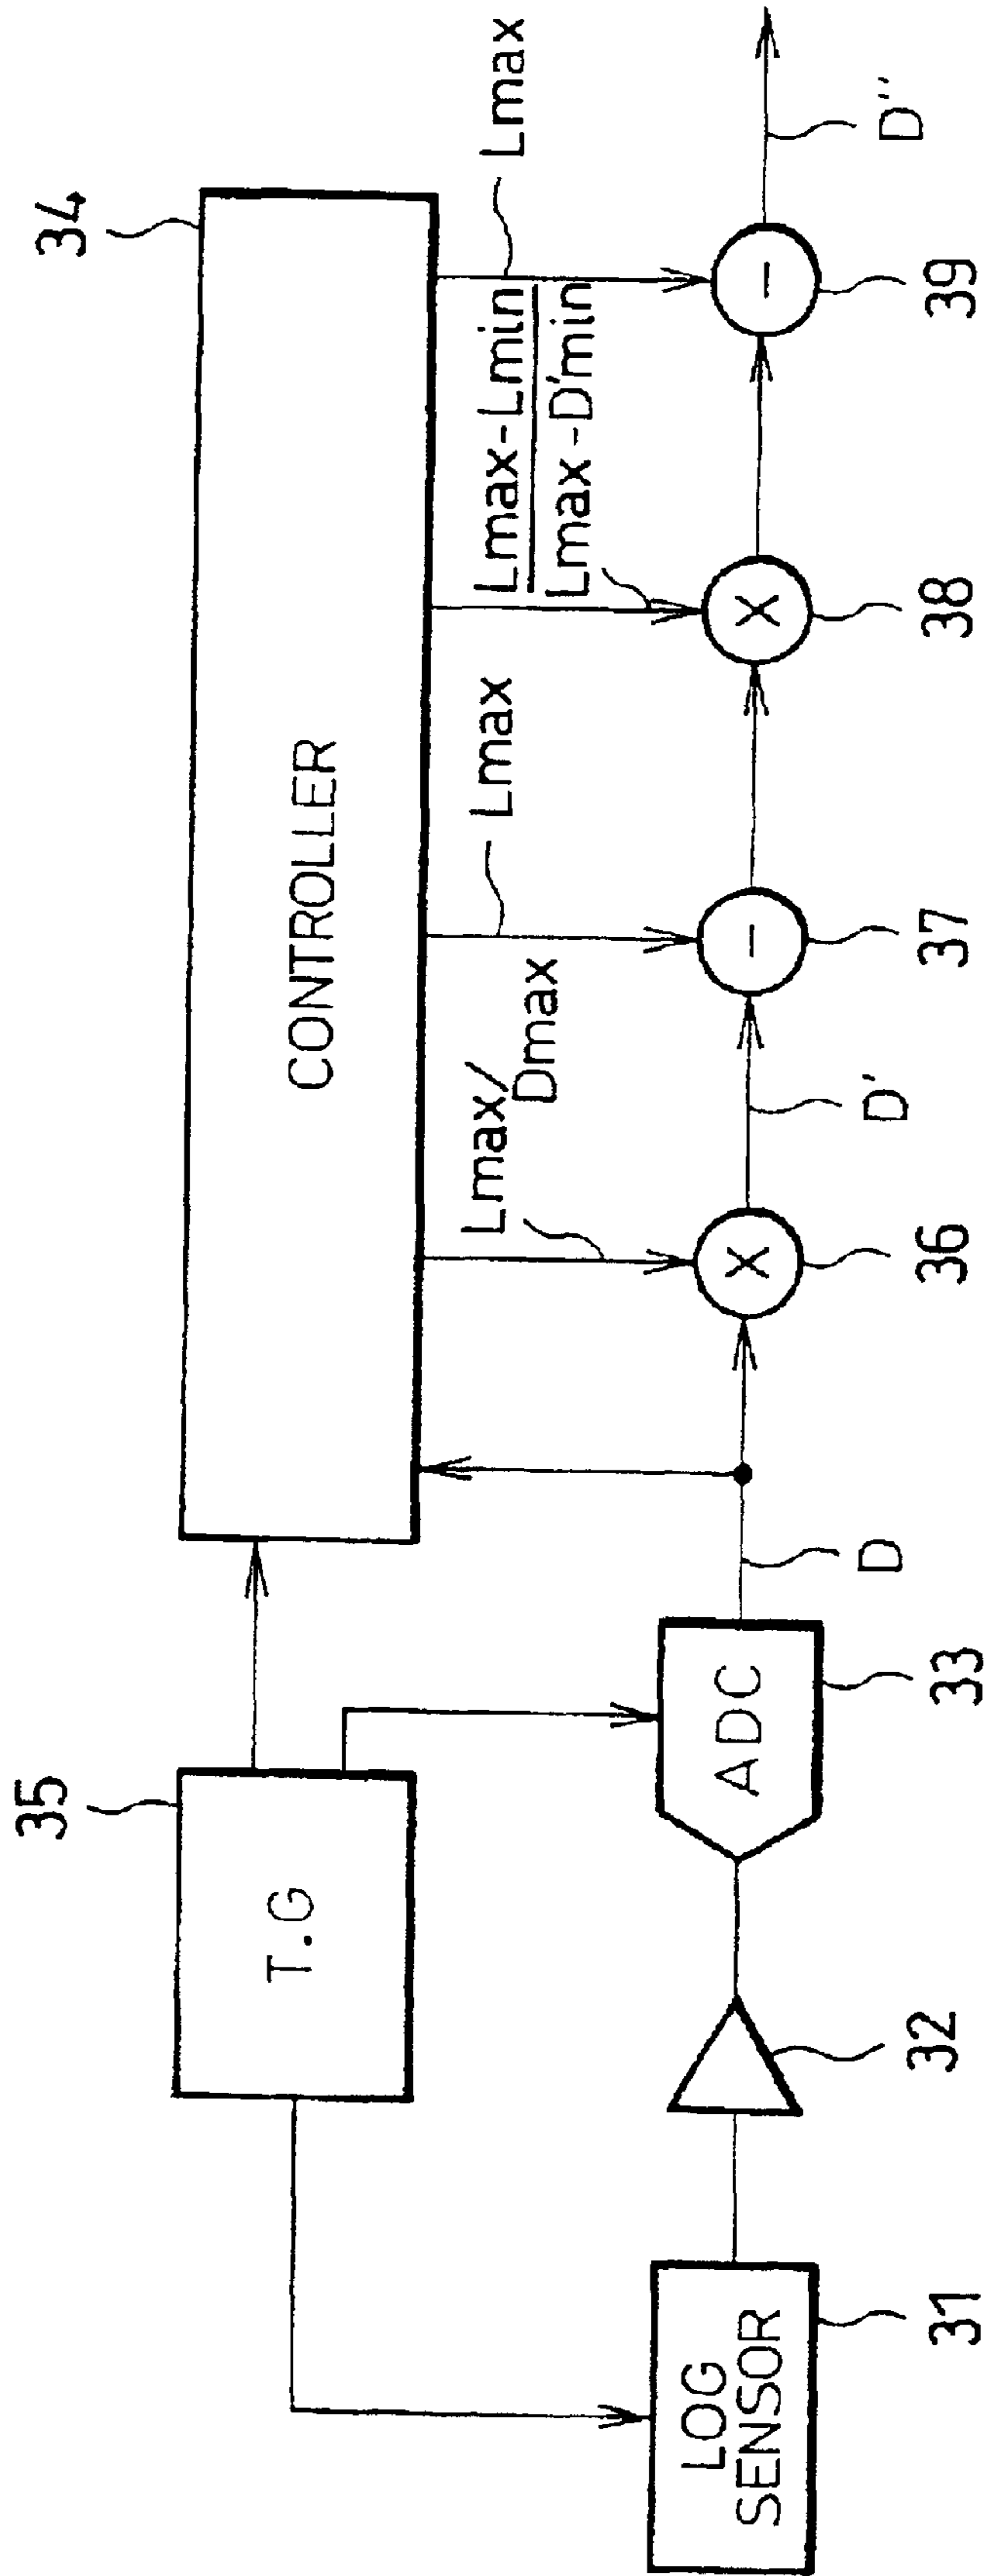 34
CONTROLLER
35
T.G
Lmax/
Dmax
Lmax
Lmax-Lmin
Lmax-D'min
Lmax
LOG
SENSOR
31
32
ADC
33
D
36
X
D'
37
-
38
X
39
-
D''